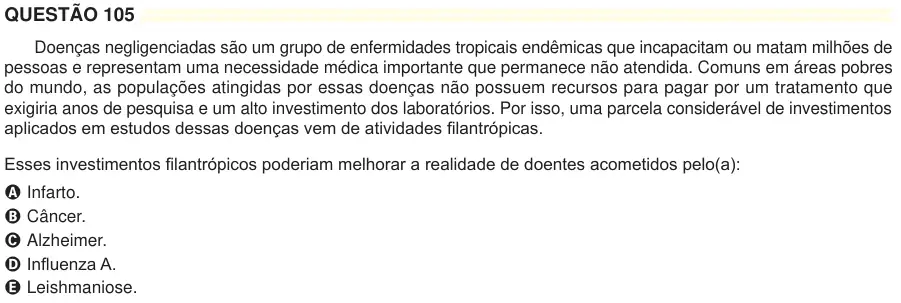 QUESTÃO 105
Doenças negligenciadas são um grupo de enfermidades tropicais endêmicas que incapacitam ou matam milhões de
pessoas e representam uma necessidade médica importante que permanece não atendida. Comuns em áreas pobres
do mundo, as populações atingidas por essas doenças não possuem recursos para pagar por um tratamento que
exigiria anos de pesquisa e um alto investimento dos laboratórios. Por isso, uma parcela considerável de investimentos
aplicados em estudos dessas doenças vem de atividades filantrópicas.
Esses investimentos filantrópicos poderiam melhorar a realidade de doentes acometidos pelo(a):
A Infarto.
B Câncer.
C Alzheimer.
D Influenza A.
E Leishmaniose.